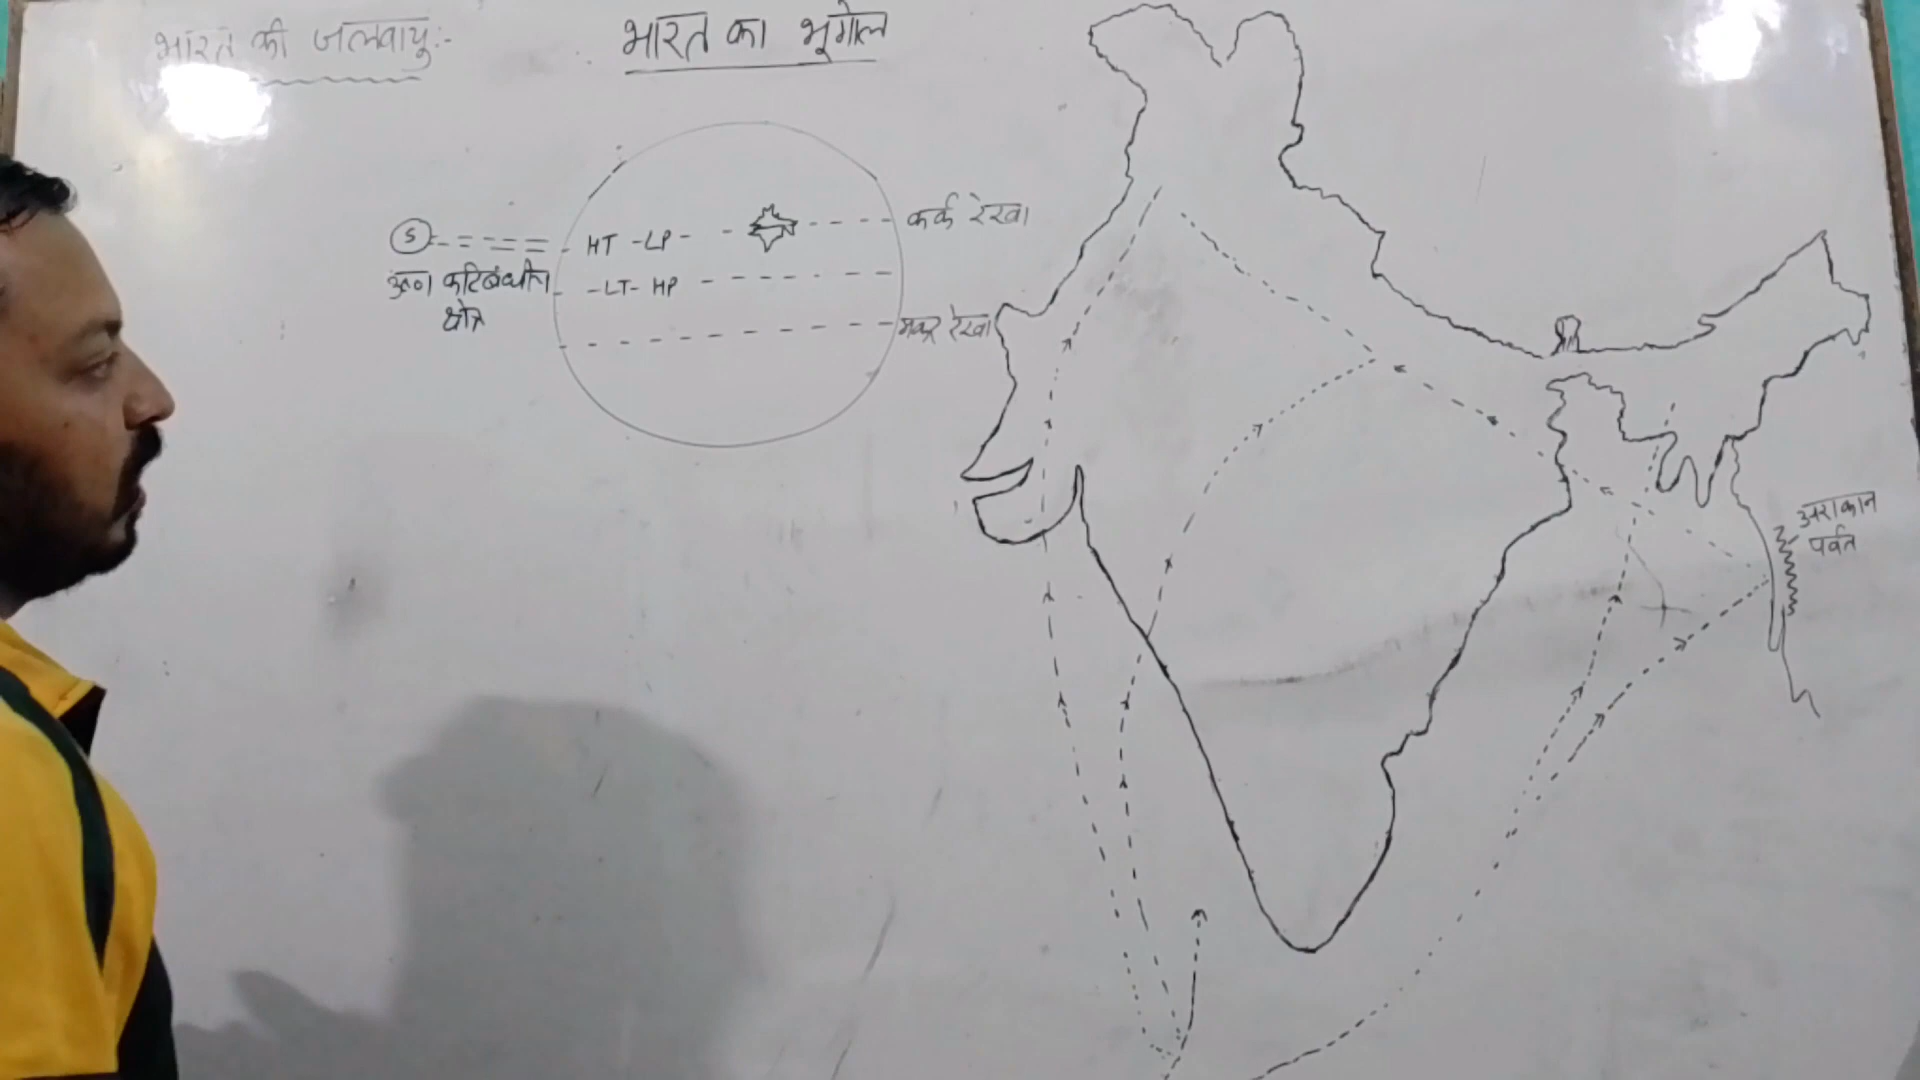 भारत की जलवायु:-
भारत का भूगोल
कर्क रेखा
S
HT - LP -
उष्ण कटिबंधीय
क्षेत्र
- LT - HP -
मकर रेखा
अराकान
पर्वत